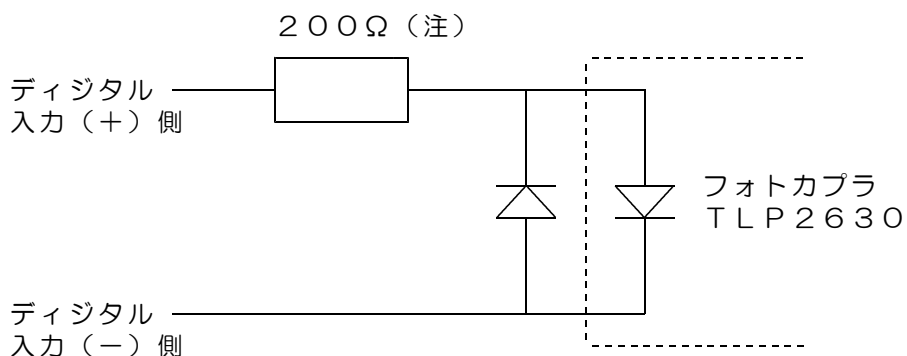 ２００Ω（注）
ディジタル
入力（＋）側
フォトカプラ
ＴＬＰ２６３０
ディジタル
入力（－）側